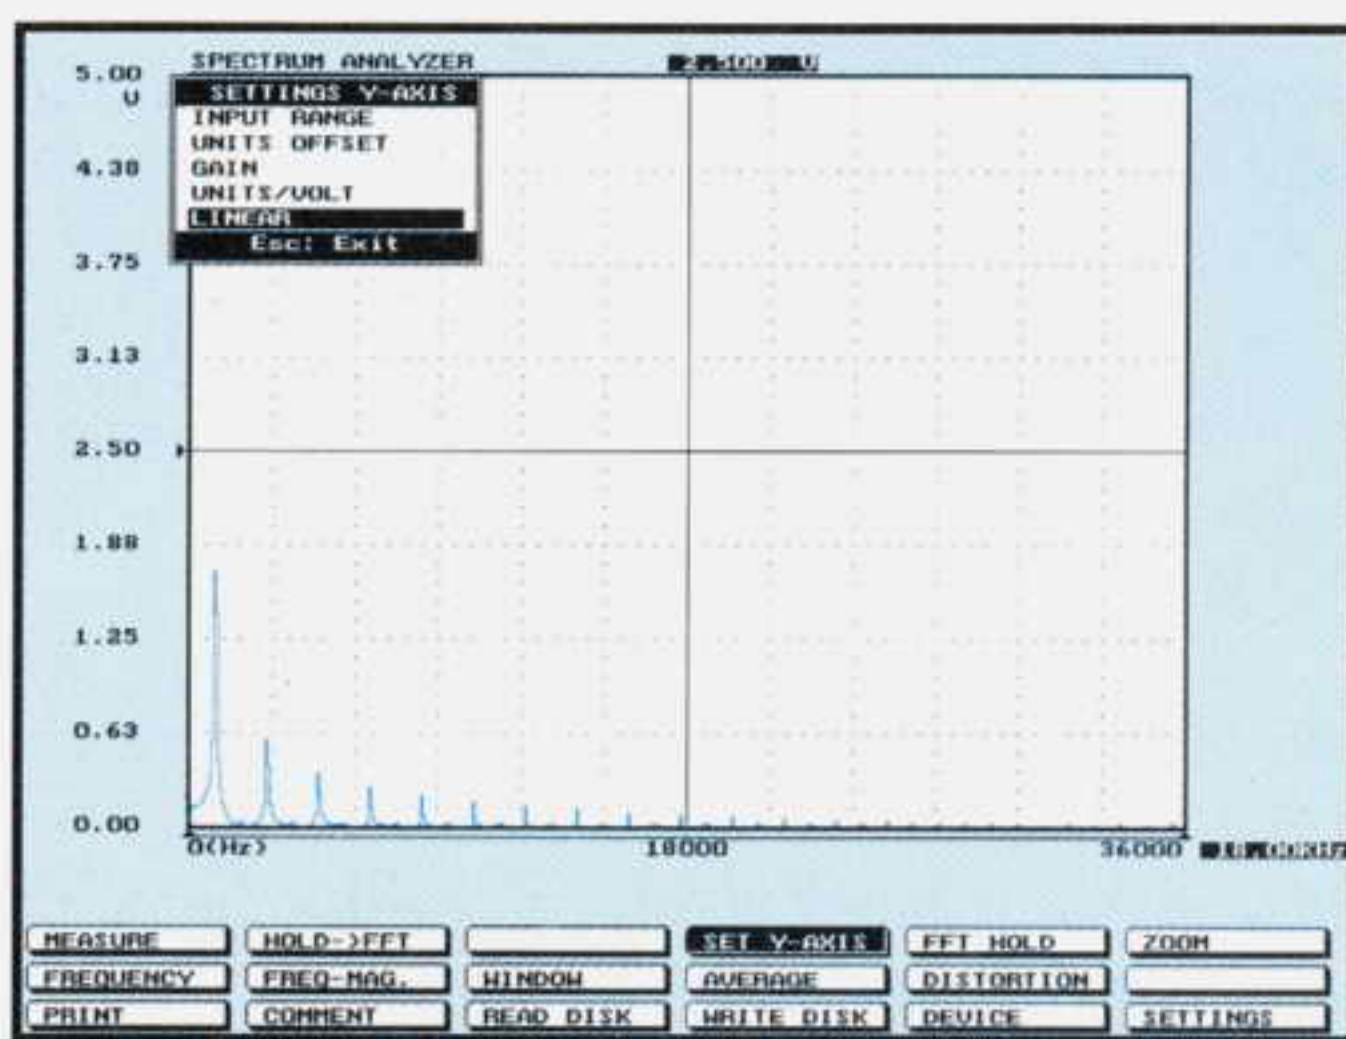 SPECTRUM ANALYZER
5.00
V
SETTINGS Y-AXIS
INPUT RANGE
UNITS OFFSET
GAIN
UNITS/VOLT
LINEAR
Esc: Exit
4.38
3.75
3.13
2.50
1.88
1.25
0.63
0.00
0(Hz)
18000
36000
MEASURE
HOLD->FFT
SET Y-AXIS
FFT HOLD
ZOOM
FREQUENCY
FREQ-MAG.
WINDOW
AVERAGE
DISTORTION
PRINT
COMMENT
READ DISK
WRITE DISK
DEVICE
SETTINGS